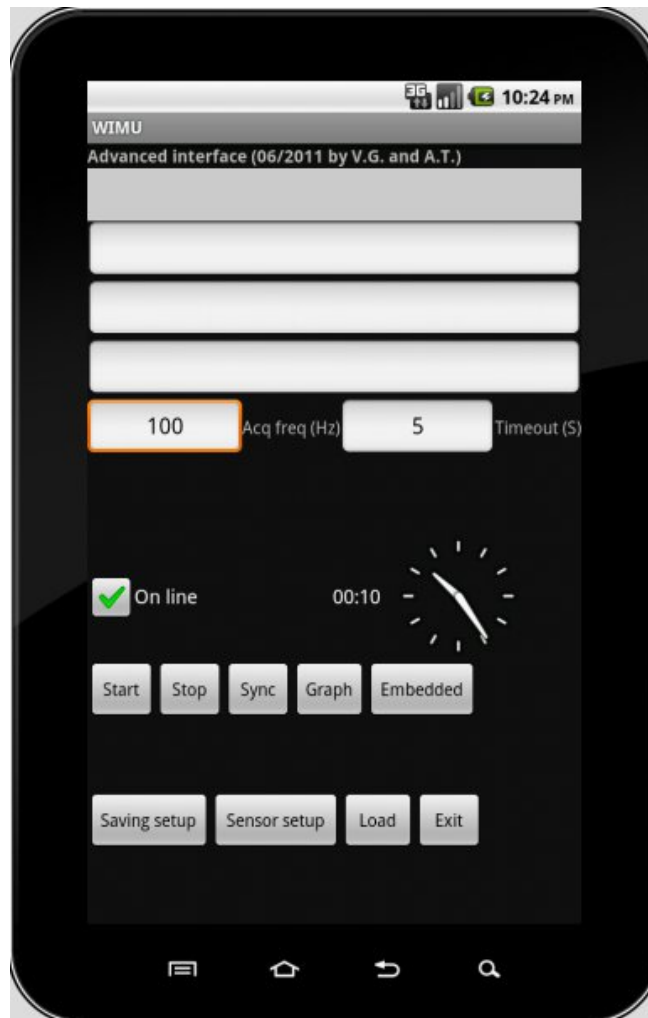 3G 10:24 PM
WIMU
Advanced interface (06/2011 by V.G. and A.T.)
100 Acq freq (Hz) 5 Timeout (S)
On line 00:10
Start Stop Sync Graph Embedded
Saving setup Sensor setup Load Exit